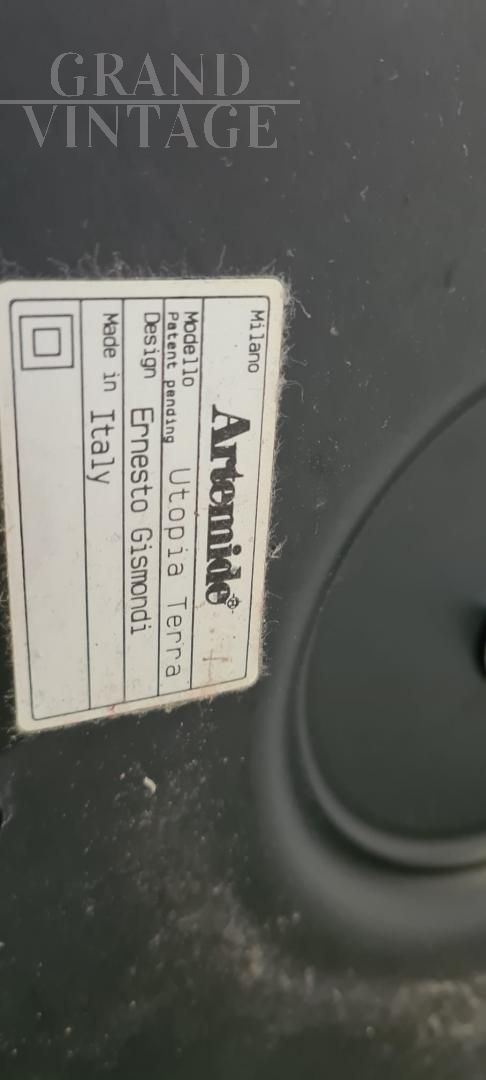 GRAND
VINTAGE
Milano
Artemide®
Modello
Patent pending Utopia Terra
Design Ernesto Gismondi
Made in Italy